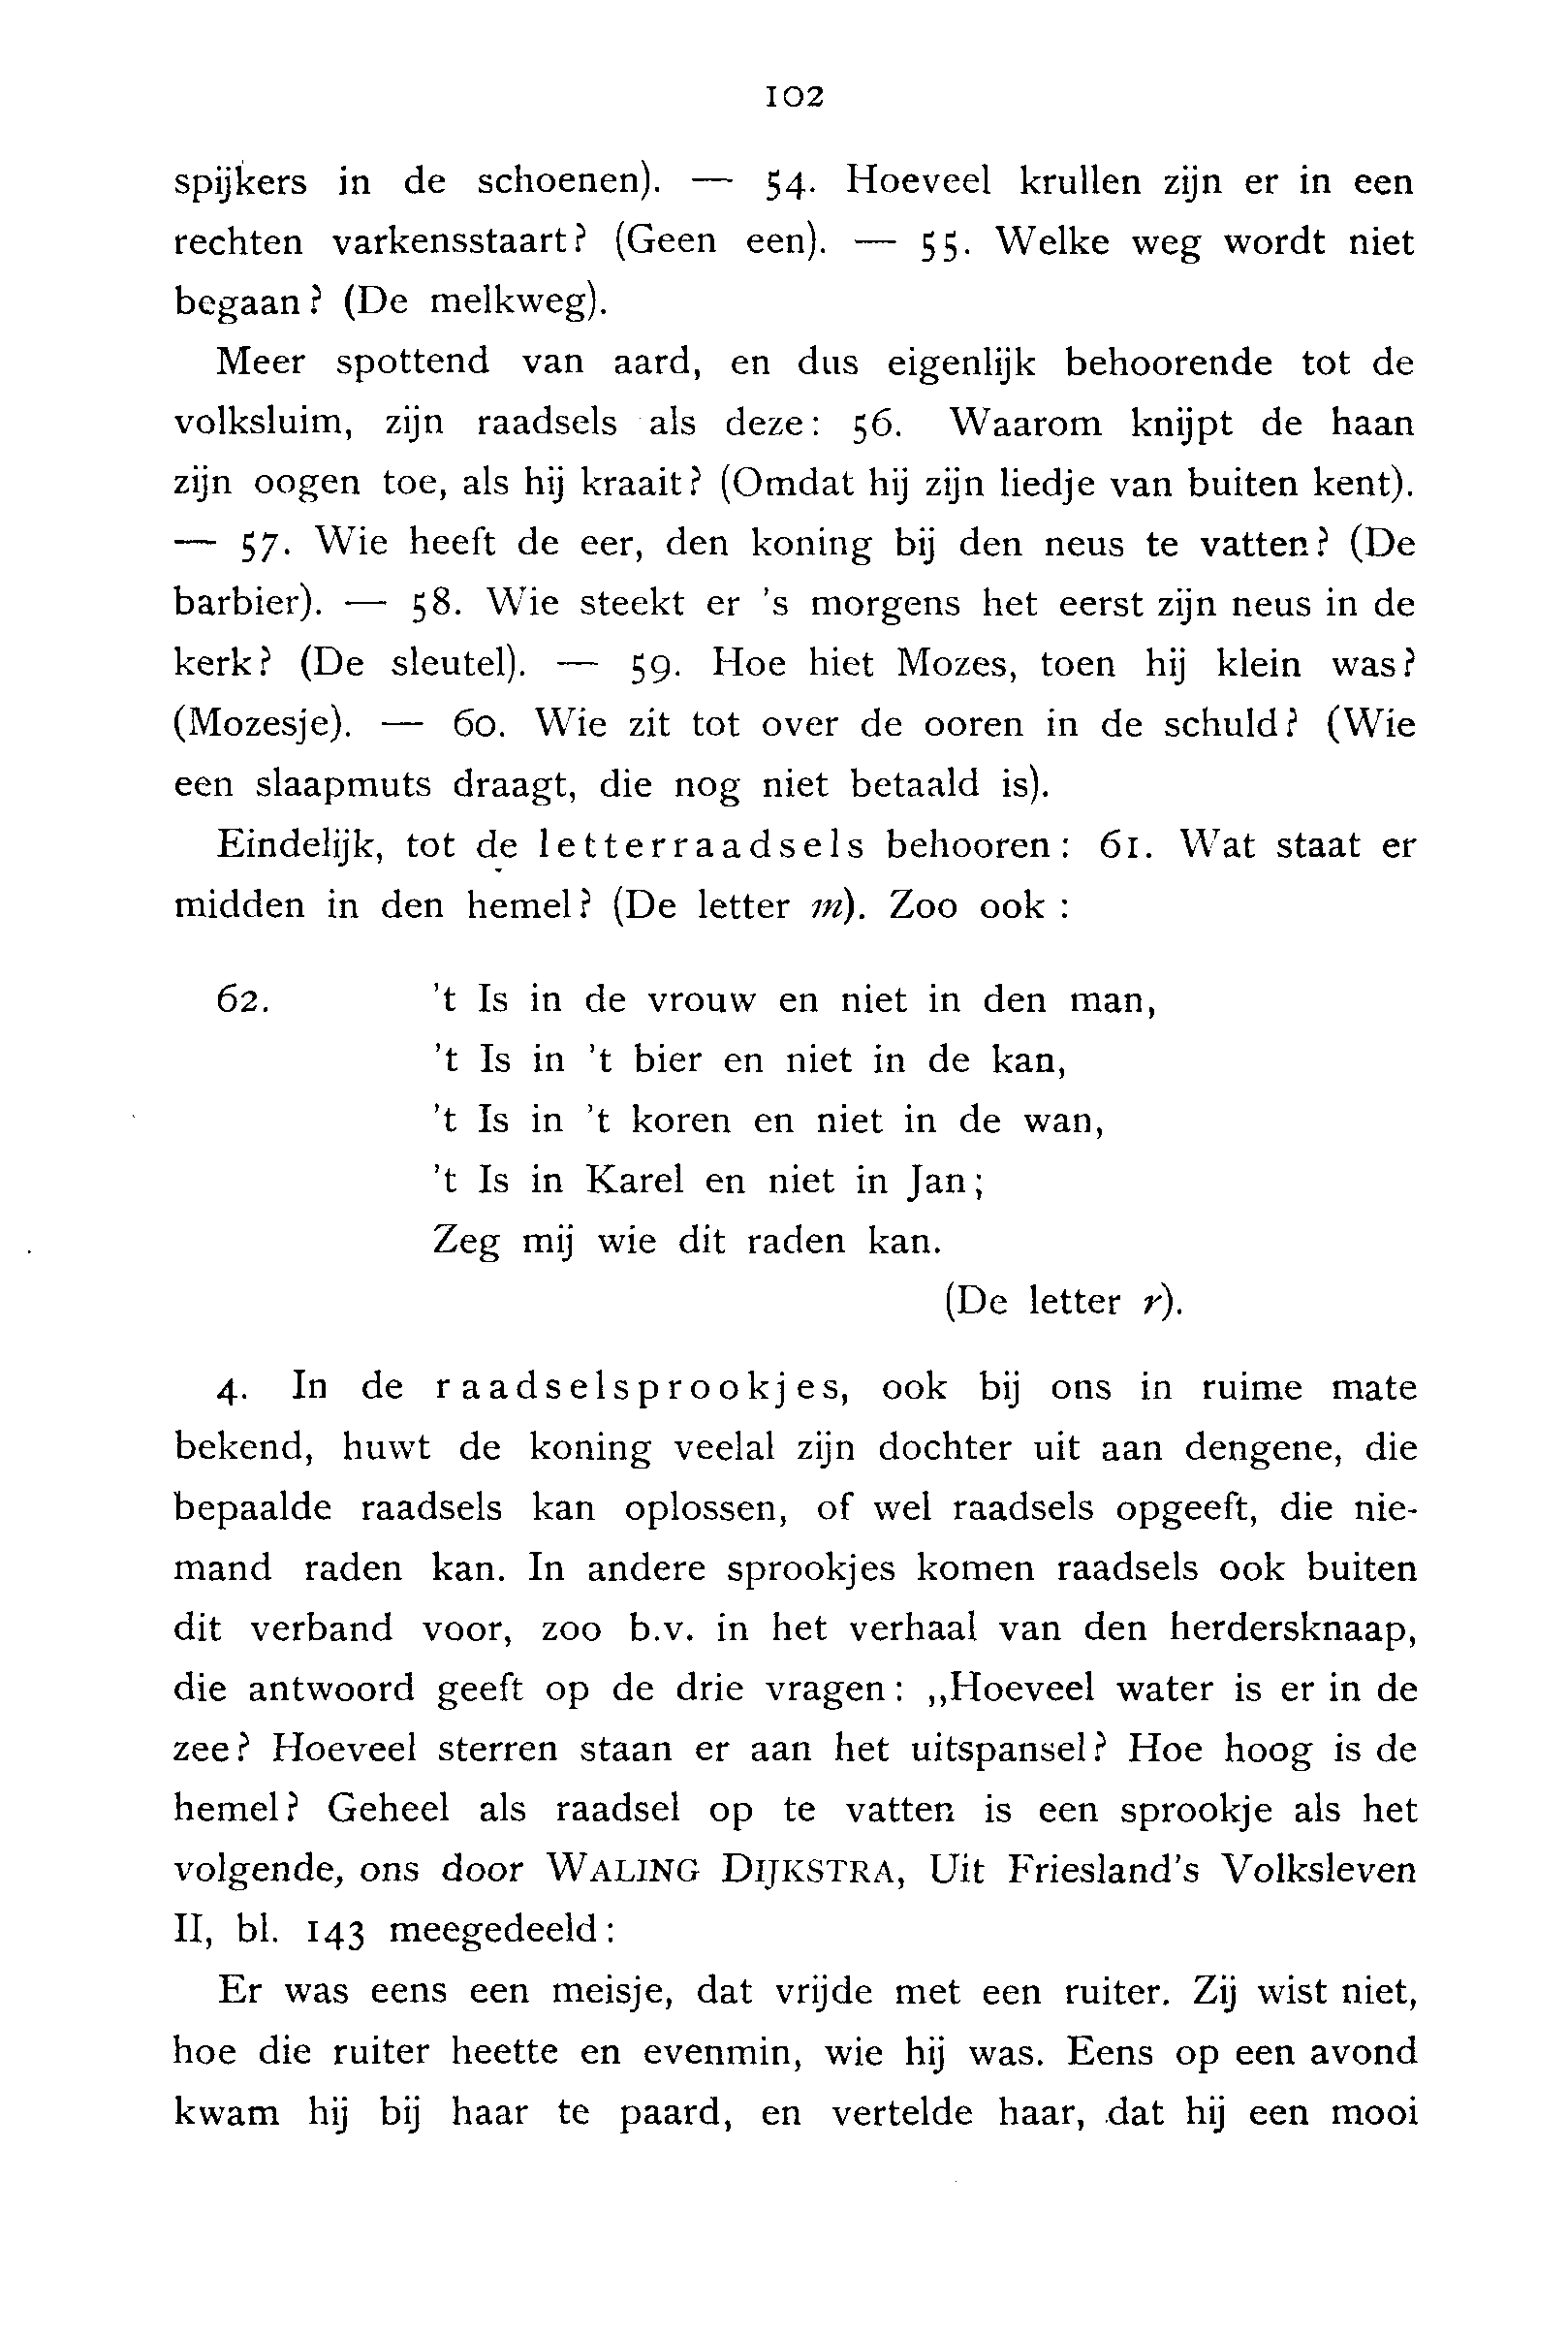 102
spijkers in de schoenen). — 54. Hoeveel krullen zijn er in een
rechten varkensstaart? (Geen een). — 55. Welke weg wordt niet
begaan? (De melkweg).
Meer spottend van aard, en dus eigenlijk behoorende tot de
volksluim, zijn raadsels als deze: 56. Waarom knijpt de haan
zijn oogen toe, als hij kraait? (Omdat hij zijn liedje van buiten kent).
— 57. Wie heeft de eer, den koning bij den neus te vatten? (De
barbier). — 58. Wie steekt er 's morgens het eerst zijn neus in de
kerk? (De sleutel). — 59. Hoe hiet Mozes, toen hij klein was?
(Mozesje). — 60. Wie zit tot over de ooren in de schuld? (Wie
een slaapmuts draagt, die nog niet betaald is).
Eindelijk, tot de letterraadsels behooren: 61. Wat staat er
midden in den hemel? (De letter m). Zoo ook :
62. 't Is in de vrouw en niet in den man,
't Is in 't bier en niet in de kan,
't Is in 't koren en niet in de wan,
't Is in Karel en niet in Jan;
Zeg mij wie dit raden kan.
(De letter r).
4. In de raadselsprookjes, ook bij ons in ruime mate
bekend, huwt de koning veelal zijn dochter uit aan dengene, die
bepaalde raadsels kan oplossen, of wel raadsels opgeeft, die nie-
mand raden kan. In andere sprookjes komen raadsels ook buiten
dit verband voor, zoo b.v. in het verhaal van den herdersknaap,
die antwoord geeft op de drie vragen: ,,Hoeveel water is er in de
zee? Hoeveel sterren staan er aan het uitspansel? Hoe hoog is de
hemel? Geheel als raadsel op te vatten is een sprookje als het
volgende, ons door WALING DIJKSTRA, Uit Friesland's Volksleven
II, bl. 143 meegedeeld:
Er was eens een meisje, dat vrijde met een ruiter. Zij wist niet,
hoe die ruiter heette en evenmin, wie hij was. Eens op een avond
kwam hij bij haar te paard, en vertelde haar, dat hij een mooi